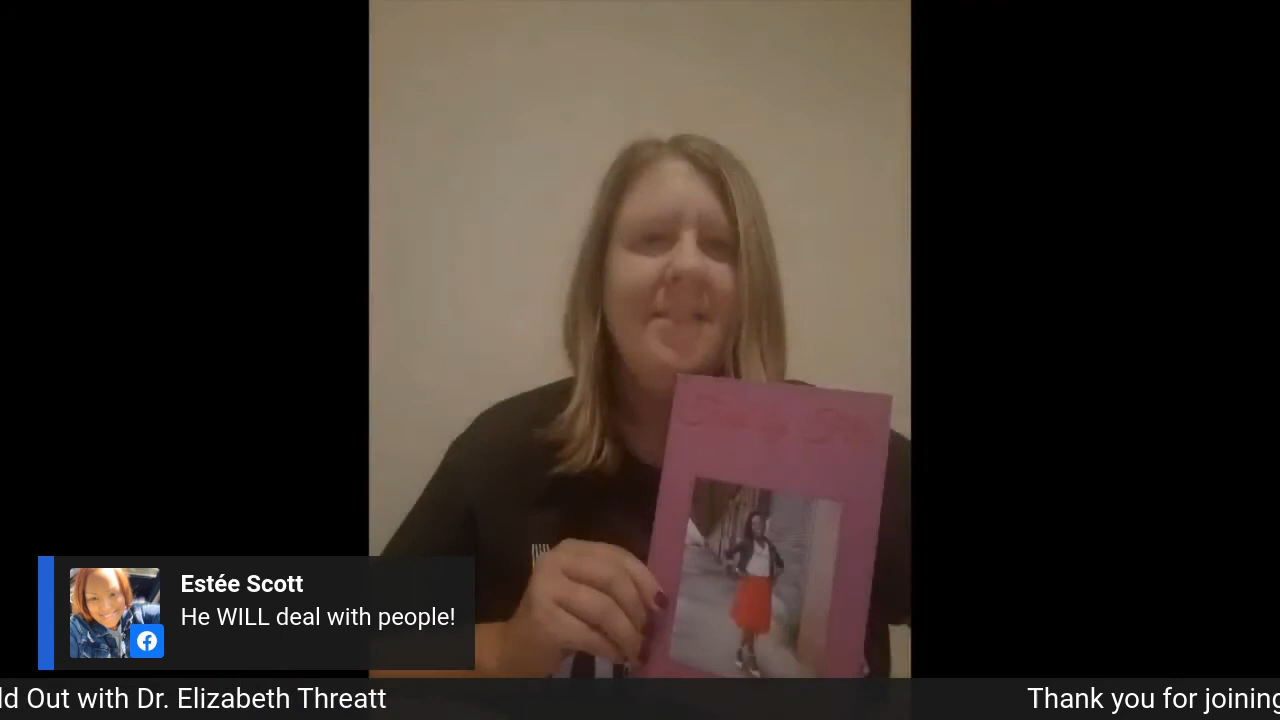 Estée Scott
He WILL deal with people!
ld Out with Dr. Elizabeth Threatt
Thank you for joining